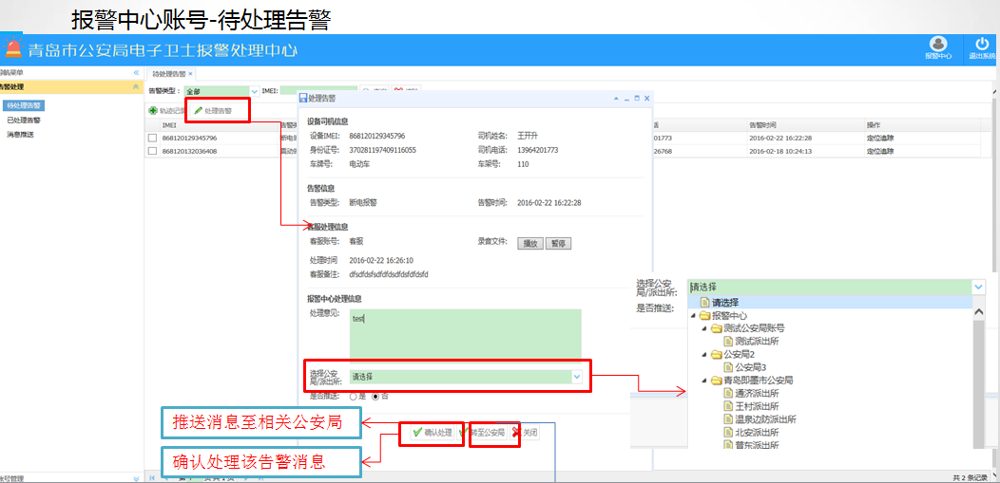 报警中心账号-待处理告警
青岛市公安局电子卫士报警处理中心
报警中心 退出系统
导航菜单 待处理告警 ×
告警处理
待处理告警
已处理告警
消息推送
告警类型： 全部 IMEI:
轨迹记录 处理告警
IMEI 告警时间 操作
868120129345796 断电 01773 2016-02-22 16:22:28 定位追踪
868120132036408 震动 26768 2016-02-18 10:24:13 定位追踪
处理告警
设备司机信息
设备IMEI: 868120129345796 司机姓名: 王开升
身份证号: 370281197409116055 司机电话: 13964201773
车牌号: 电动车 车架号: 110
告警信息
告警类型: 断电报警 告警时间: 2016-02-22 16:22:28
客服处理信息
客服账号: 客服 录音文件: 播放 暂停
处理时间 2016-02-22 16:26:10
客服备注:
报警中心处理信息
处理意见: test
选择公安局/派出所: 请选择
是否推送: 是 否
确认处理 转至公安局 关闭
选择公安
局/派出所: 请选择
是否推送:
请选择
报警中心
测试公安局账号
测试派出所
公安局2
公安局3
青岛即墨市公安局
通济派出所
王村派出所
温泉边防派出所
北安派出所
普东派出所
推送消息至相关公安局
确认处理该告警消息
账号管理
共 2 条记录